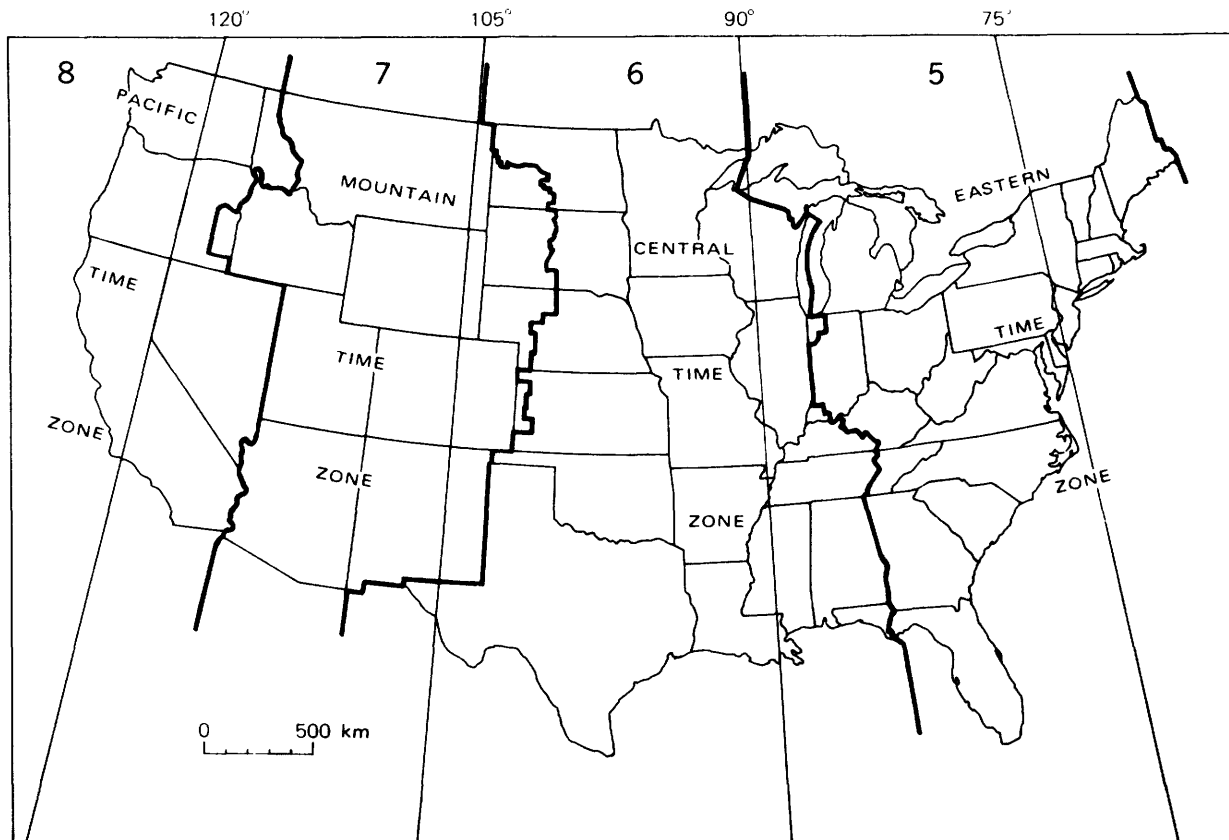 120°
105°
90°
75°
8
7
6
5
PACIFIC
MOUNTAIN
EASTERN
CENTRAL
TIME
TIME
TIME
TIME
ZONE
ZONE
ZONE
ZONE
0 500 km